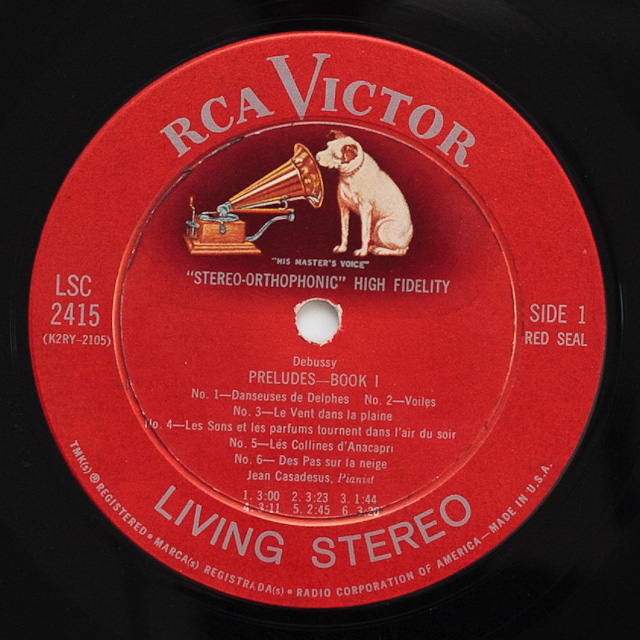 RCA VICTOR
"HIS MASTER'S VOICE"
"STEREO-ORTHOPHONIC" HIGH FIDELITY
LSC
2415
(K2RY-2105)
SIDE 1
RED SEAL
Debussy
PRELUDES—BOOK I
No. 1—Danseuses de Delphes No. 2—Voiles
No. 3—Le Vent dans la plaine
No. 4—Les Sons et les parfums tournent dans l'air du soir
No. 5—Lés Collines d'Anacapri
No. 6—Des Pas sur la neige
Jean Casadesus, Pianist
1. 3:00 2. 3:23 3. 1:44
4. 3:11 5. 2:45 6.
LIVING STEREO
TMK(s) ® REGISTERED • MARCA(s) REGISTRADA(s) • RADIO CORPORATION OF AMERICA—MADE IN U.S.A.